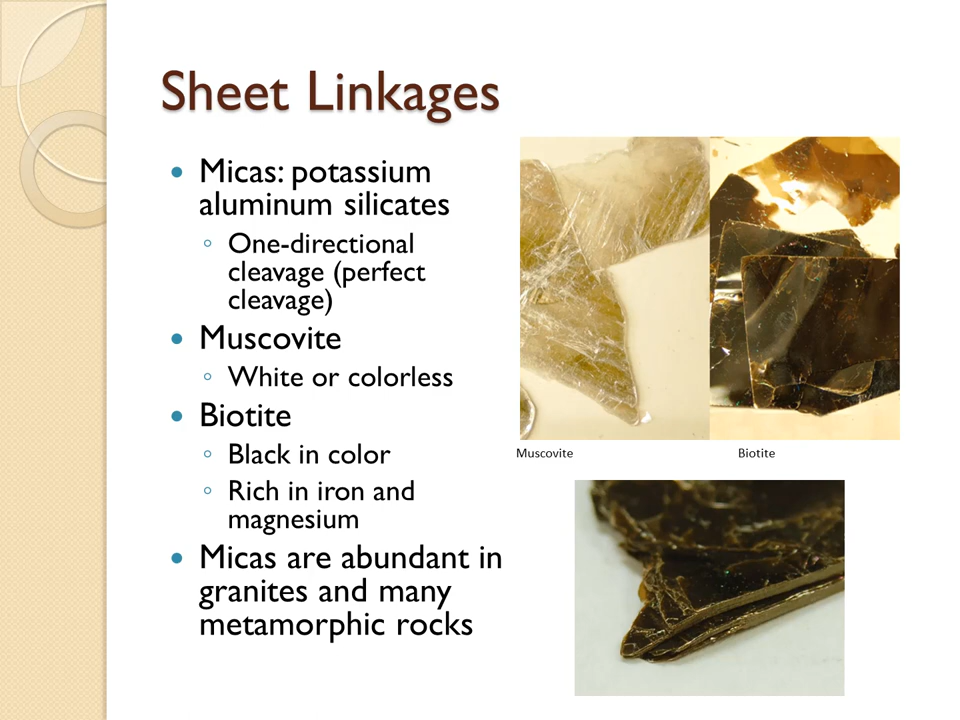 Sheet Linkages
• Micas: potassium
aluminum silicates
◦ One-directional
cleavage (perfect
cleavage)
• Muscovite
◦ White or colorless
• Biotite
◦ Black in color
◦ Rich in iron and
magnesium
• Micas are abundant in
granites and many
metamorphic rocks
Muscovite
Biotite